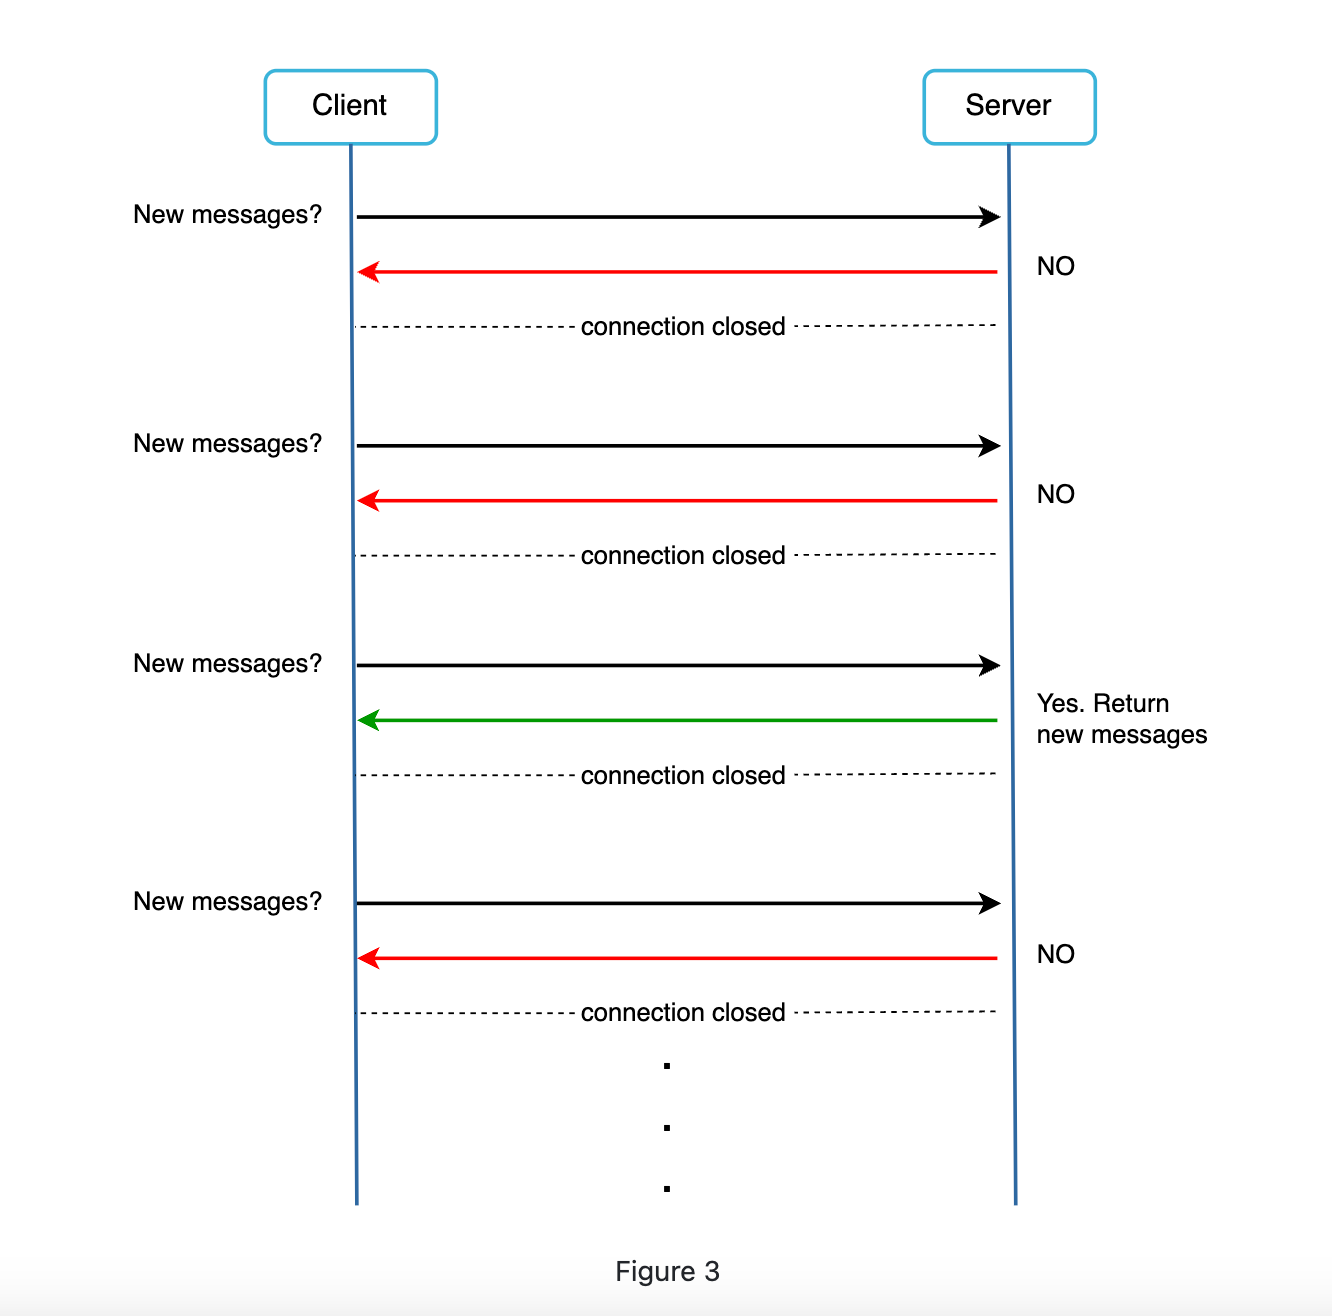 Client
Server
New messages?
NO
connection closed
New messages?
NO
connection closed
New messages?
Yes. Return
new messages
connection closed
New messages?
NO
connection closed
Figure 3